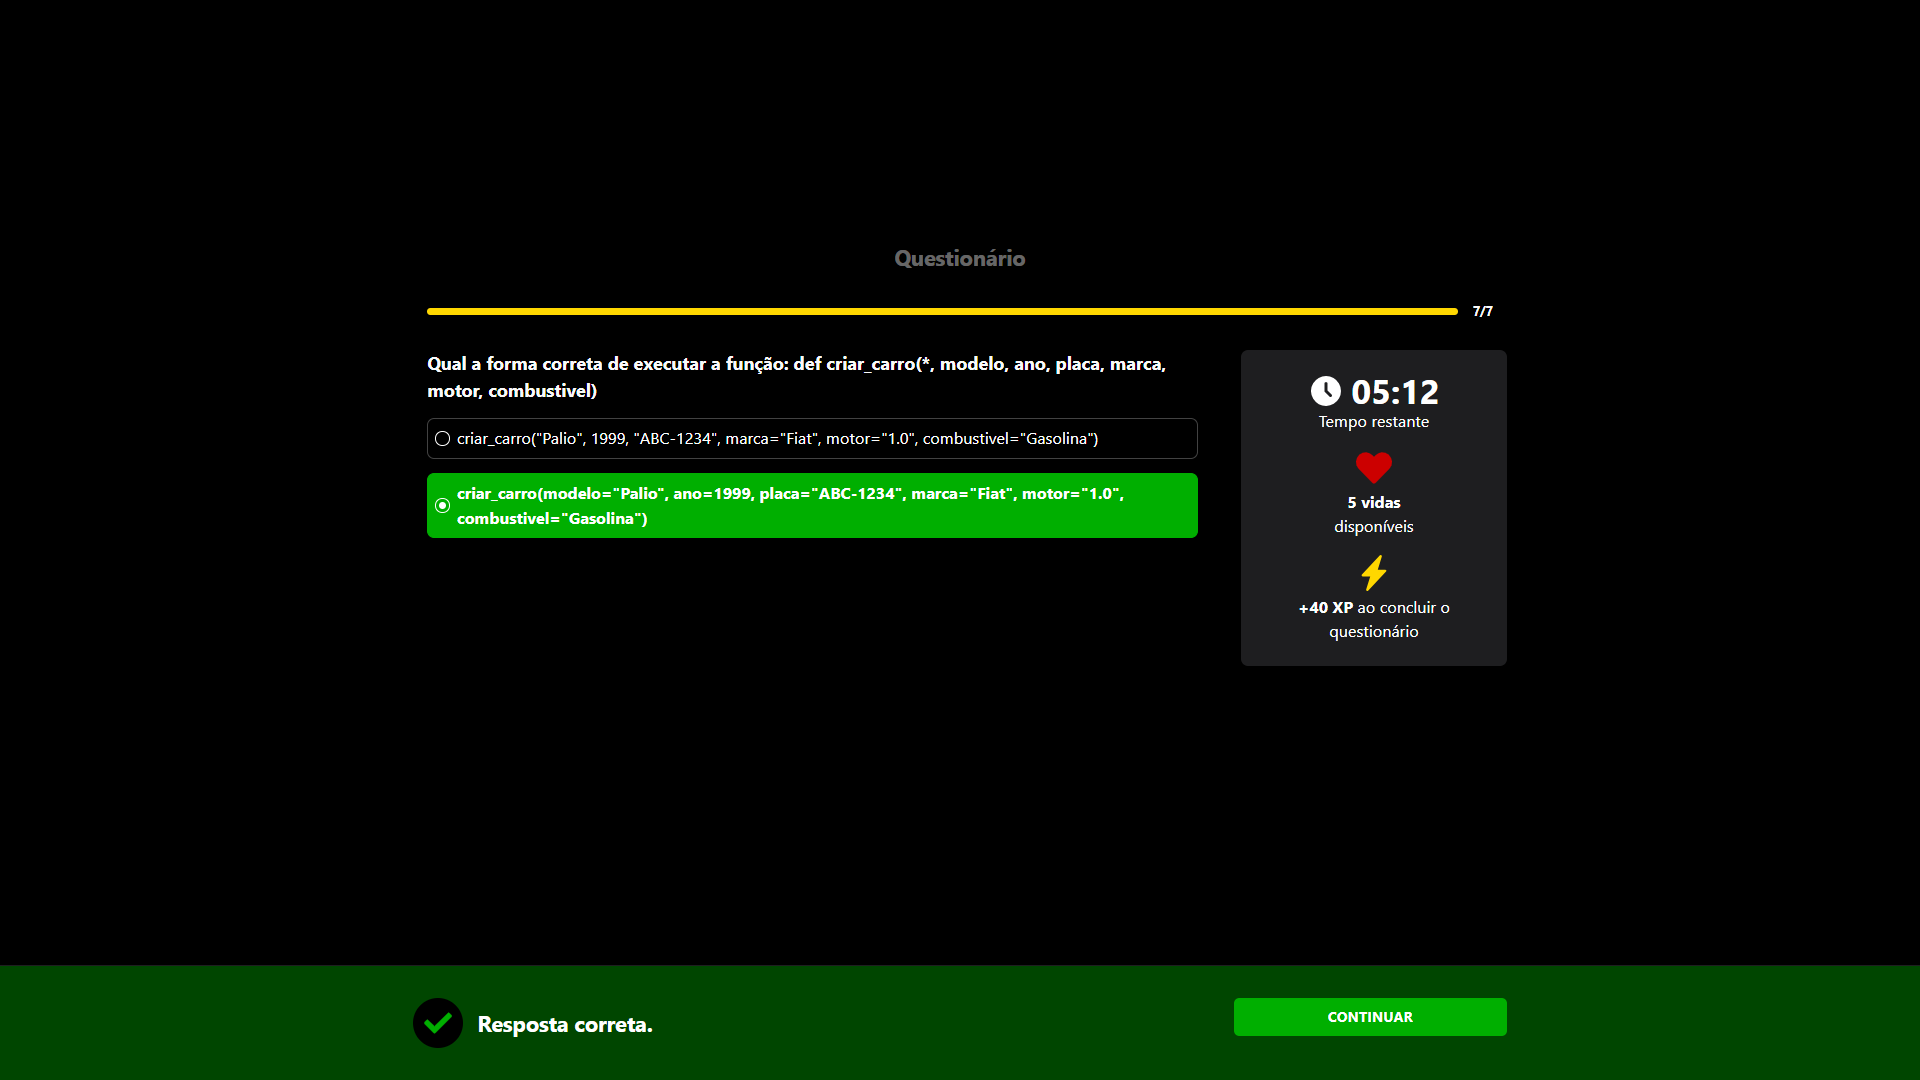 Questionário
7/7
Qual a forma correta de executar a função: def criar_carro(*, modelo, ano, placa, marca,
motor, combustivel)
criar_carro("Palio", 1999, "ABC-1234", marca="Fiat", motor="1.0", combustivel="Gasolina")
criar_carro(modelo="Palio", ano=1999, placa="ABC-1234", marca="Fiat", motor="1.0",
combustivel="Gasolina")
05:12
Tempo restante
5 vidas
disponíveis
+40 XP ao concluir o
questionário
Resposta correta.
CONTINUAR